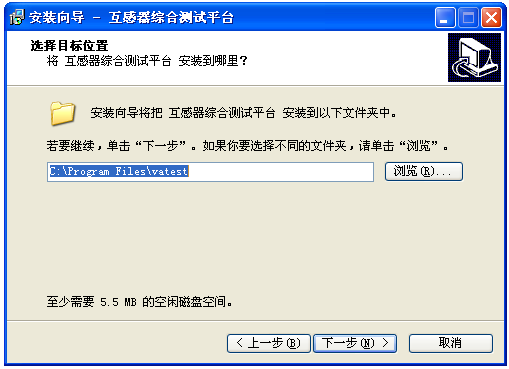 安装向导 - 互感器综合测试平台
选择目标位置
将 互感器综合测试平台 安装到哪里？
安装向导将把 互感器综合测试平台 安装到以下文件夹中。
若要继续，单击“下一步”。如果你要选择不同的文件夹，请单击“浏览”。
C:\Program Files\vatest
浏览(R)...
至少需要 5.5 MB 的空闲磁盘空间。
< 上一步(B)
下一步(N) >
取消